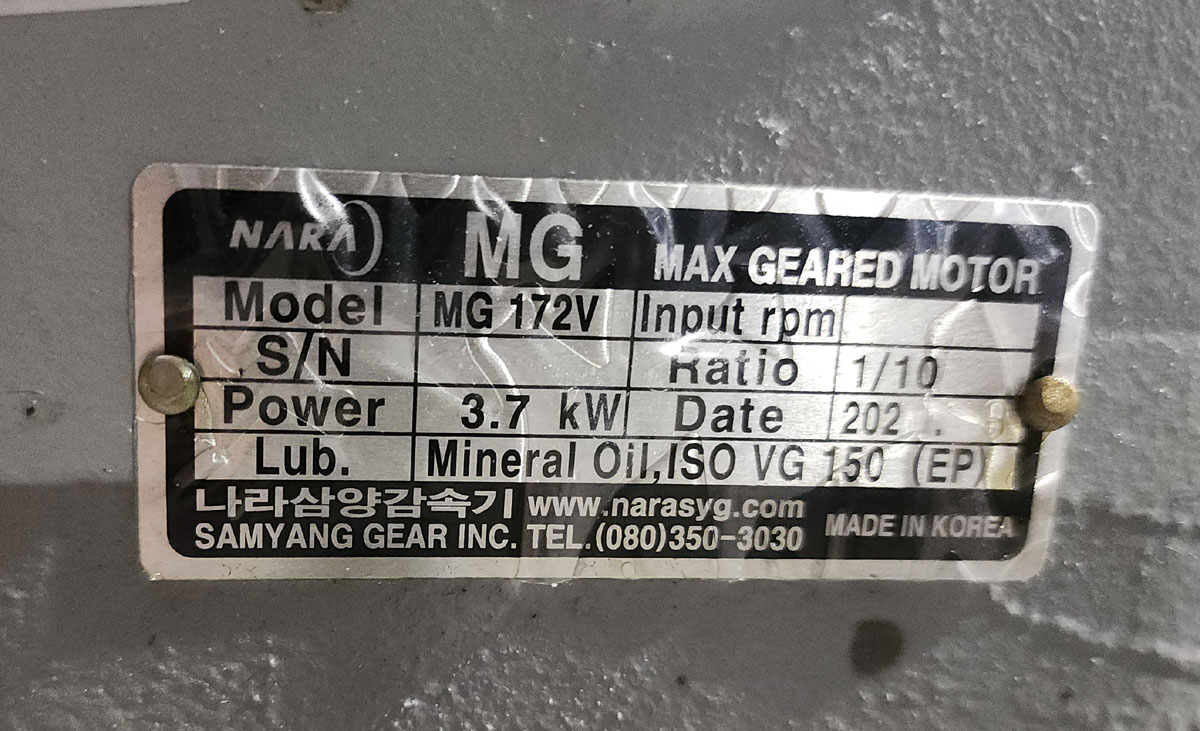 NARA MG MAX GEARED MOTOR
Model MG 172V Input rpm
S/N Ratio 1/10
Power 3.7 kW Date 202 .
Lub. Mineral Oil,ISO VG 150 (EP)
나라삼양감속기 www.narasyg.com
SAMYANG GEAR INC. TEL.(080)350-3030 MADE IN KOREA